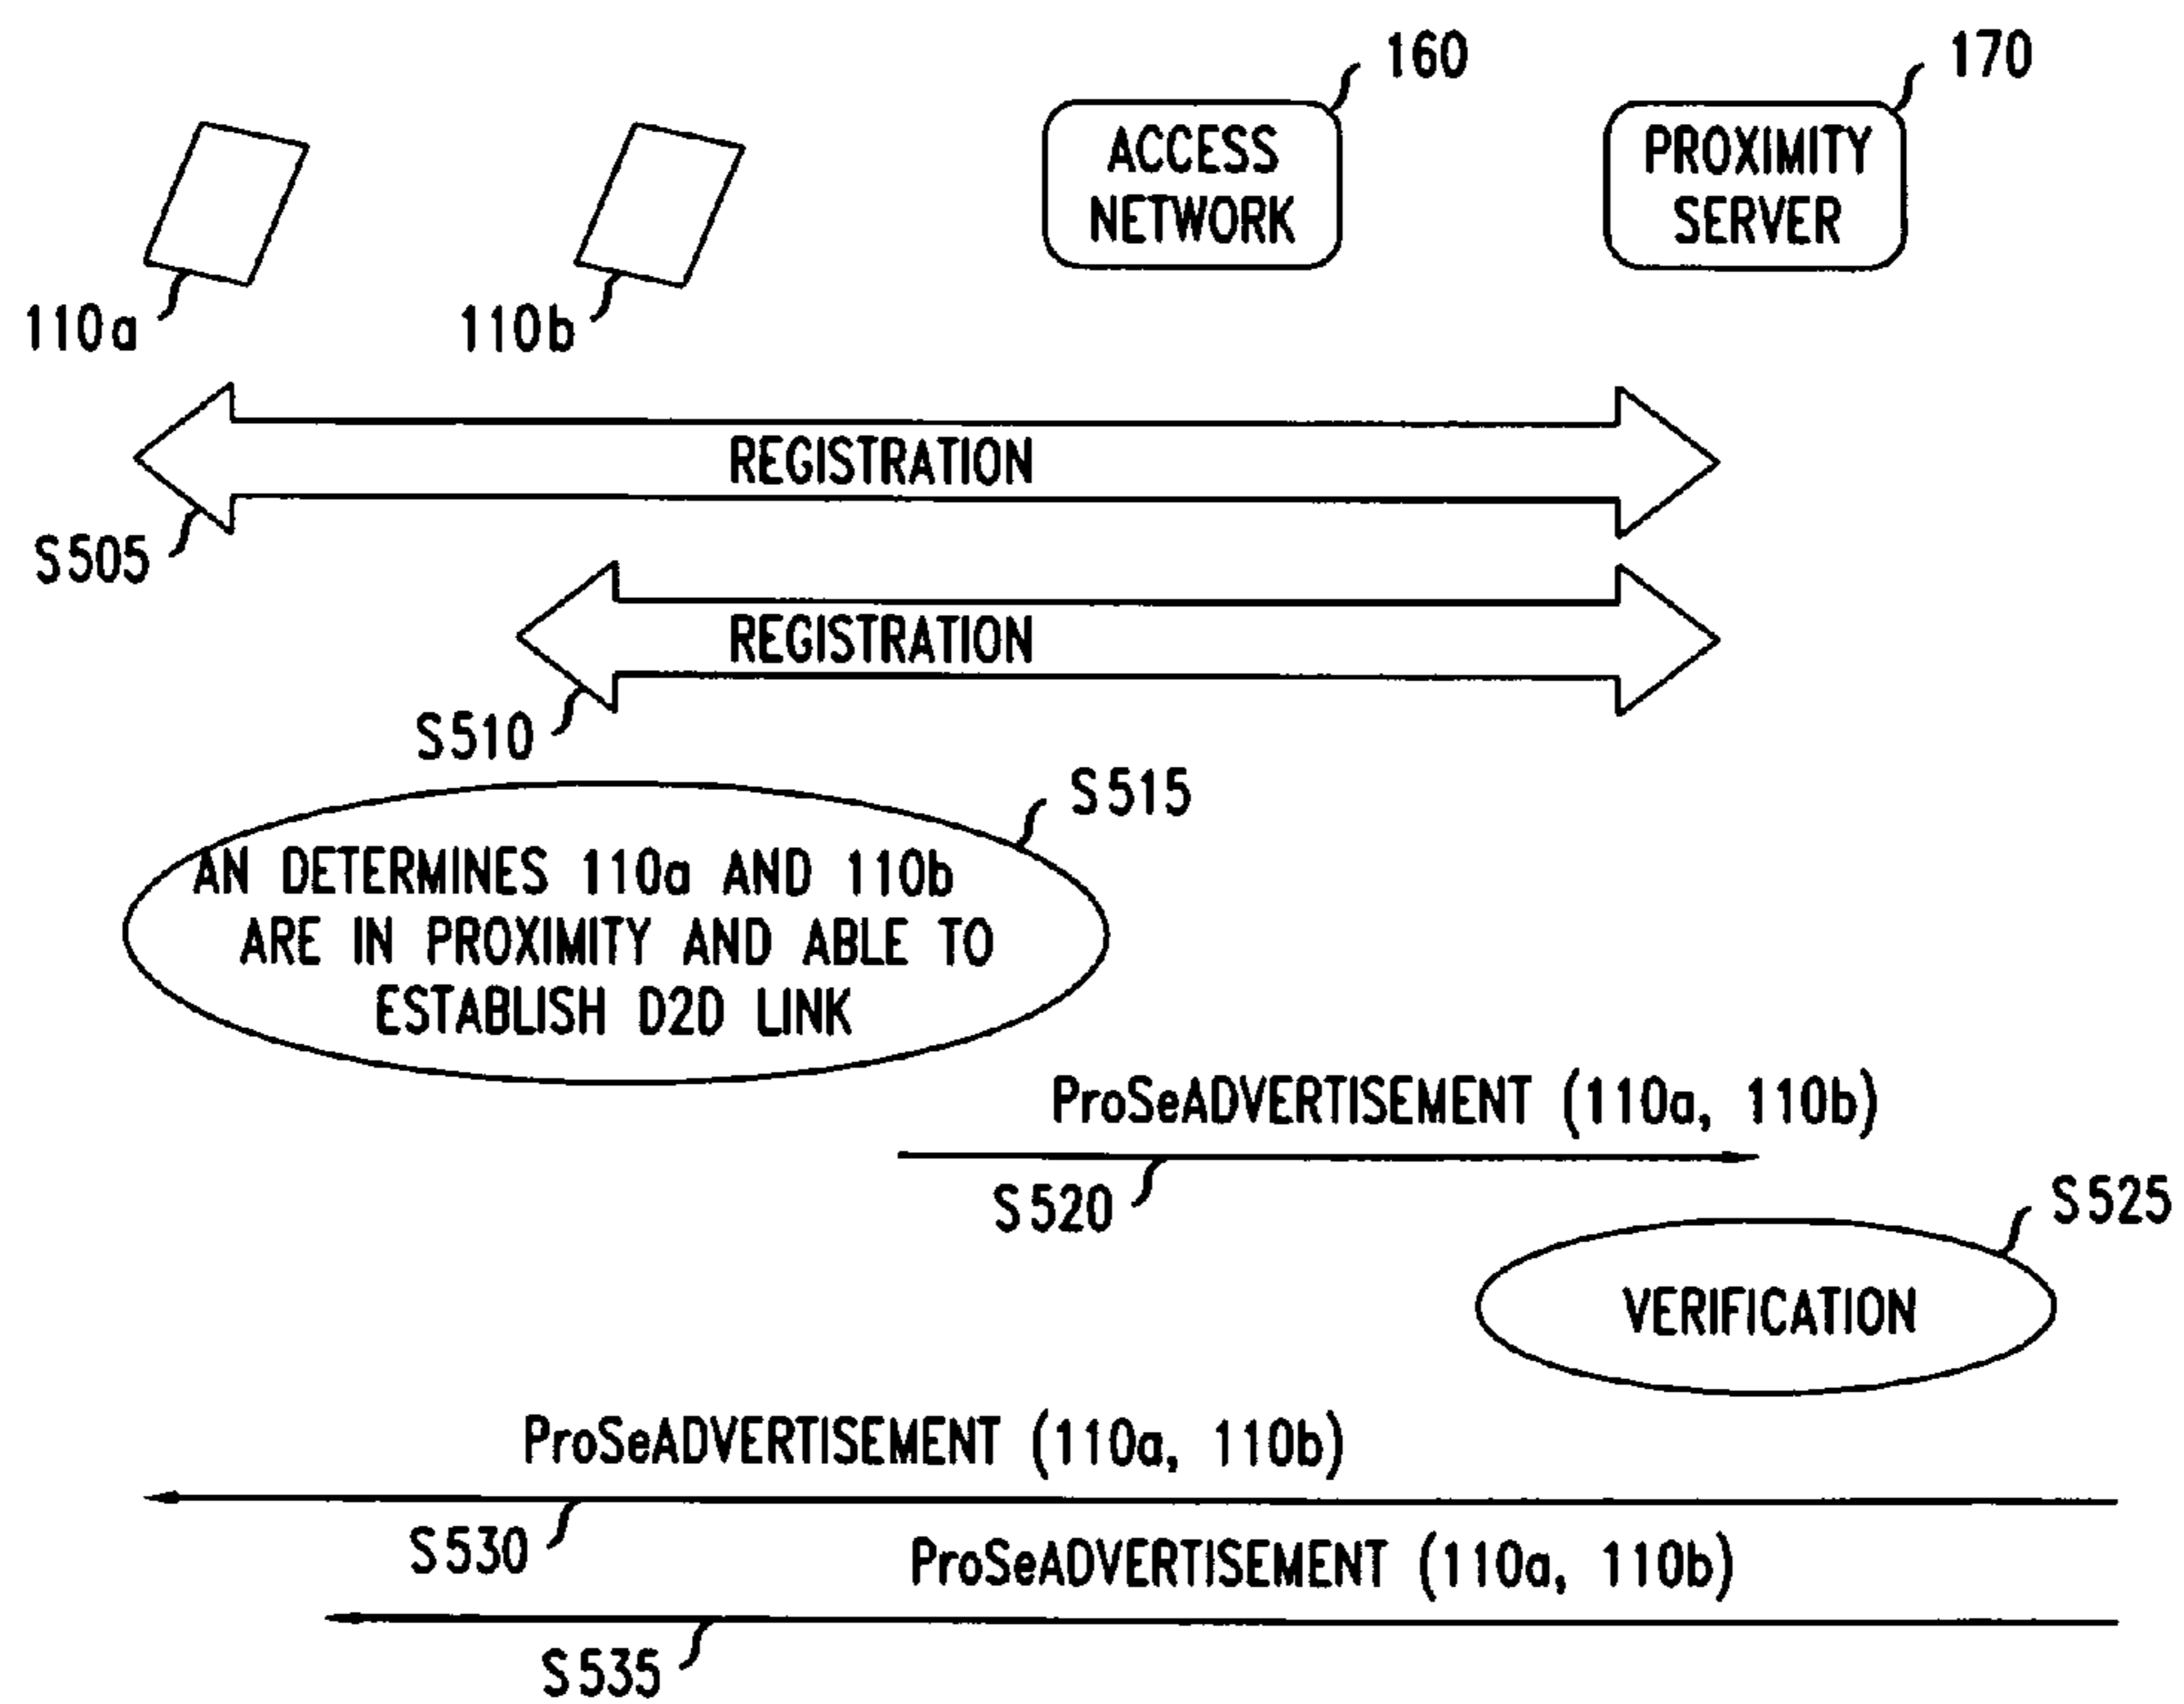 160
170
ACCESS
NETWORK
PROXIMITY
SERVER
110a
110b
REGISTRATION
S505
REGISTRATION
S510
S515
AN DETERMINES 110a AND 110b
ARE IN PROXIMITY AND ABLE TO
ESTABLISH D2D LINK
ProSeADVERTISEMENT (110a, 110b)
S520
S525
VERIFICATION
ProSeADVERTISEMENT (110a, 110b)
S530
ProSeADVERTISEMENT (110a, 110b)
S535